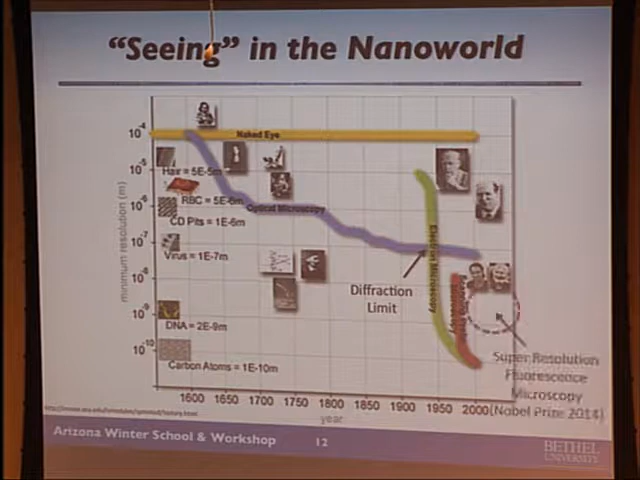 “Seeing” in the Nanoworld
minimum resolution (m)
10⁻⁴
10⁻⁵
10⁻⁶
10⁻⁷
10⁻⁸
10⁻⁹
10⁻¹⁰
Naked Eye
Hair = 5E-5m
RBC = 5E-6m
CD Pits = 1E-6m
Virus = 1E-7m
DNA = 2E-9m
Carbon Atoms = 1E-10m
Optical Microscopy
Electron Microscopy
Diffraction
Limit
Super Resolution
Fluorescence
Microscopy
(Nobel Prize 2014)
1600 1650 1700 1750 1800 1850 1900 1950 2000
year
Arizona Winter School & Workshop
12
BETHEL
UNIVERSITY